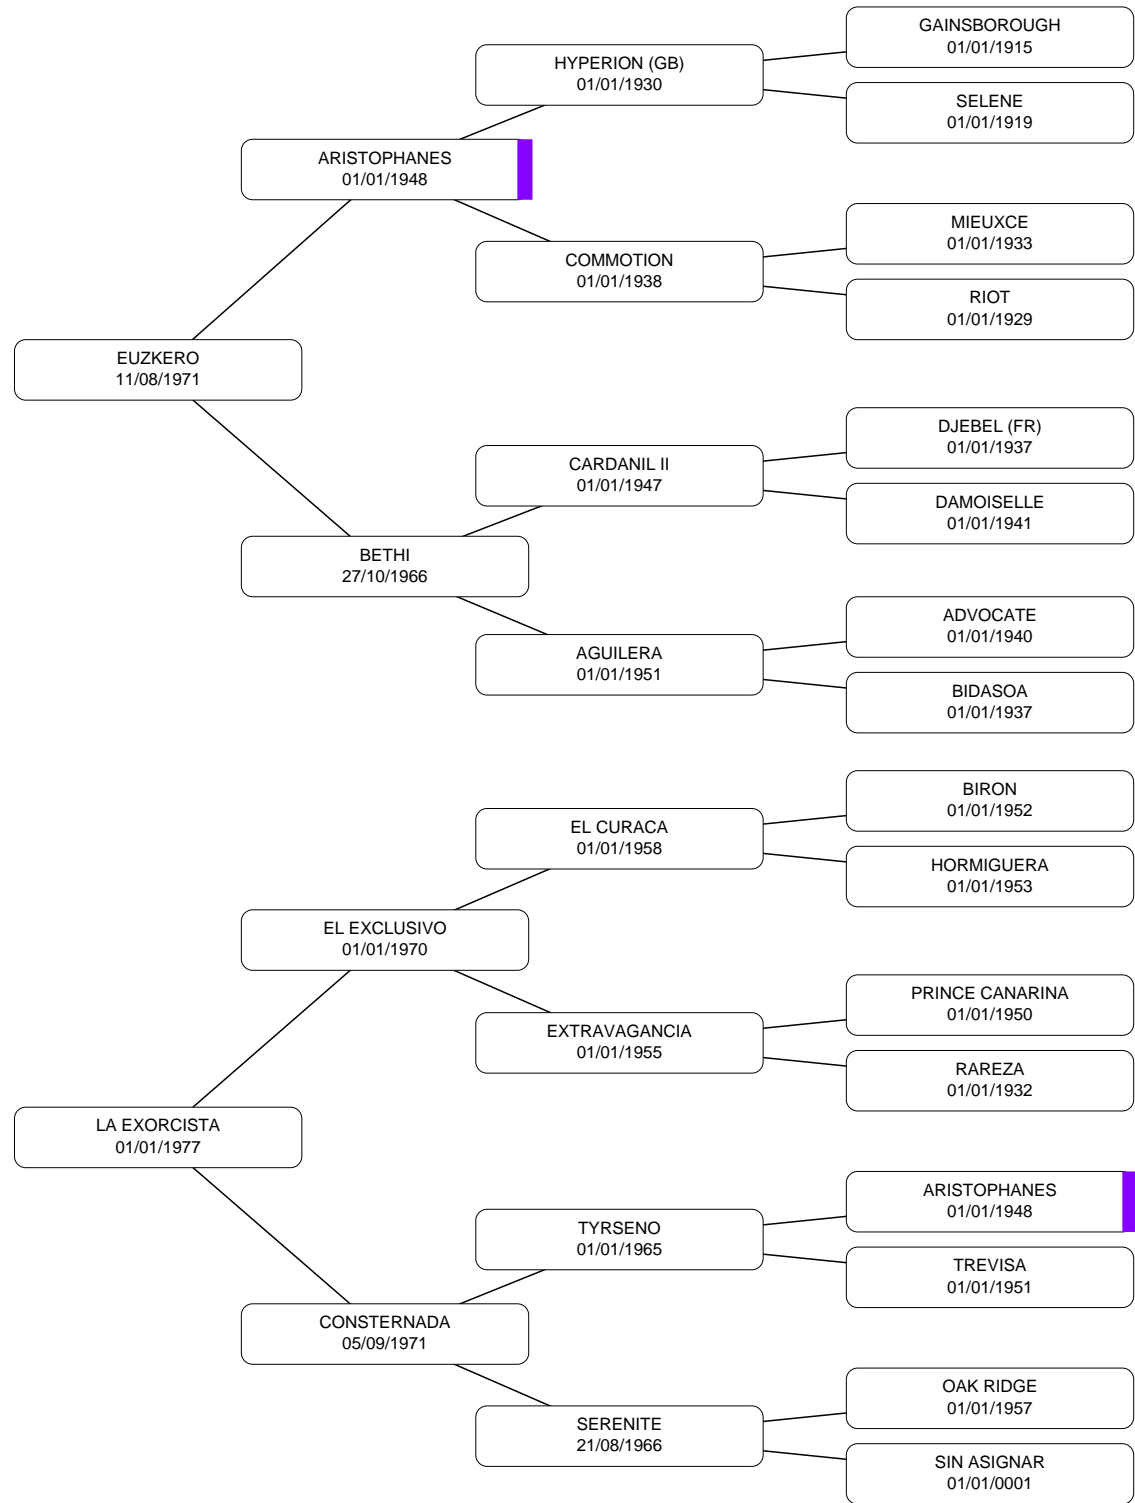 GAINSBOROUGH
01/01/1915
HYPERION (GB)
01/01/1930
SELENE
01/01/1919
ARISTOPHANES
01/01/1948
MIEUXCE
01/01/1933
COMMOTION
01/01/1938
RIOT
01/01/1929
EUZKERO
11/08/1971
DJEBEL (FR)
01/01/1937
CARDANIL II
01/01/1947
DAMOISELLE
01/01/1941
BETHI
27/10/1966
ADVOCATE
01/01/1940
AGUILERA
01/01/1951
BIDASOA
01/01/1937
BIRON
01/01/1952
EL CURACA
01/01/1958
HORMIGUERA
01/01/1953
EL EXCLUSIVO
01/01/1970
PRINCE CANARINA
01/01/1950
EXTRAVAGANCIA
01/01/1955
RAREZA
01/01/1932
LA EXORCISTA
01/01/1977
ARISTOPHANES
01/01/1948
TYRSENO
01/01/1965
TREVISA
01/01/1951
CONSTERNADA
05/09/1971
OAK RIDGE
01/01/1957
SERENITE
21/08/1966
SIN ASIGNAR
01/01/0001